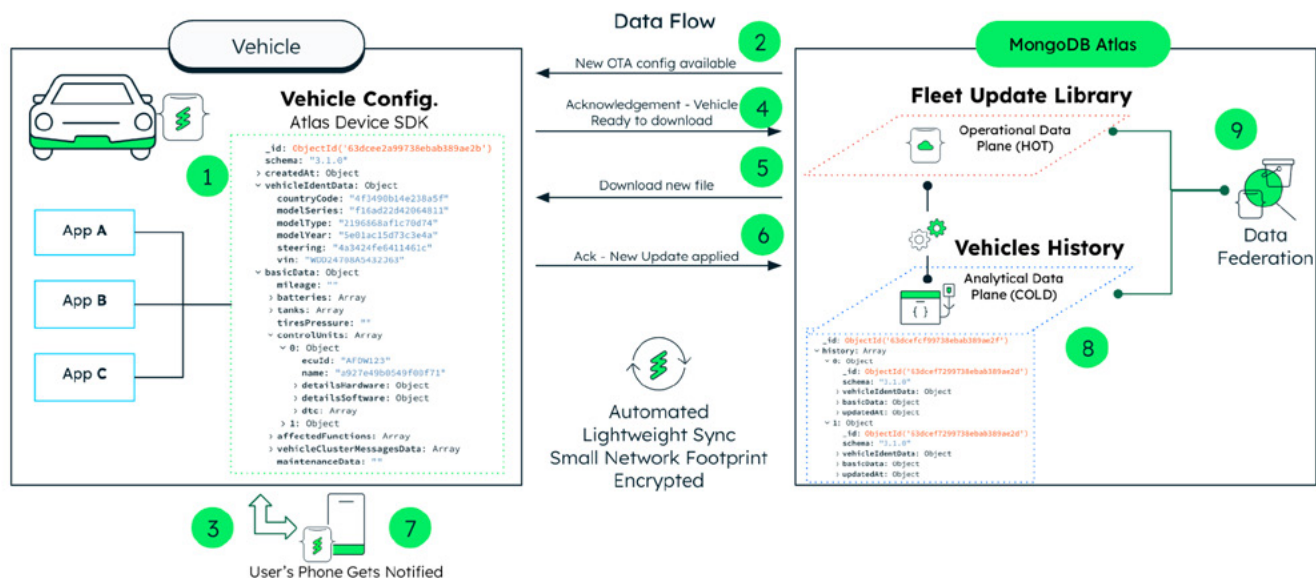 Vehicle
Data Flow
MongoDB Atlas
2
New OTA config available
4
Acknowledgement - Vehicle
Ready to download
5
Download new file
6
Ack - New Update applied
Automated
Lightweight Sync
Small Network Footprint
Encrypted
Vehicle Config.
Atlas Device SDK
1
App A
App B
App C
_id: ObjectId('63dcee2a99738ebab389ae2b')
schema: "3.1.0"
createdAt: Object
vehicleIdentData: Object
countryCode: "4f3490b14e238a5f"
modelSeries: "f16ad22d42064811"
modelType: "2196868af1c70d74"
modelYear: "5e01ac15d73c3e4a"
steering: "4a3424fe6411461c"
vin: "WDD24708A5432J63"
basicData: Object
mileage: ""
batteries: Array
tanks: Array
tiresPressure: ""
controlUnits: Array
0: Object
ecuId: "AFDW123"
name: "a927e49b0549f00f71"
detailsHardware: Object
detailsSoftware: Object
dtc: Array
1: Object
affectedFunctions: Array
vehicleClusterMessagesData: Array
maintenanceData: ""
3
7
User's Phone Gets Notified
Fleet Update Library
Operational Data
Plane (HOT)
Vehicles History
Analytical Data
Plane (COLD)
{ }
8
_id: ObjectId('63dcefcf99738ebab389ae2f')
history: Array
0: Object
_id: ObjectId('63dcef7299738ebab389ae2d')
schema: "3.1.0"
vehicleIdentData: Object
basicData: Object
updatedAt: Object
1: Object
_id: ObjectId('63dcef7299738ebab389ae2d')
schema: "3.1.0"
vehicleIdentData: Object
basicData: Object
updatedAt: Object
9
Data
Federation